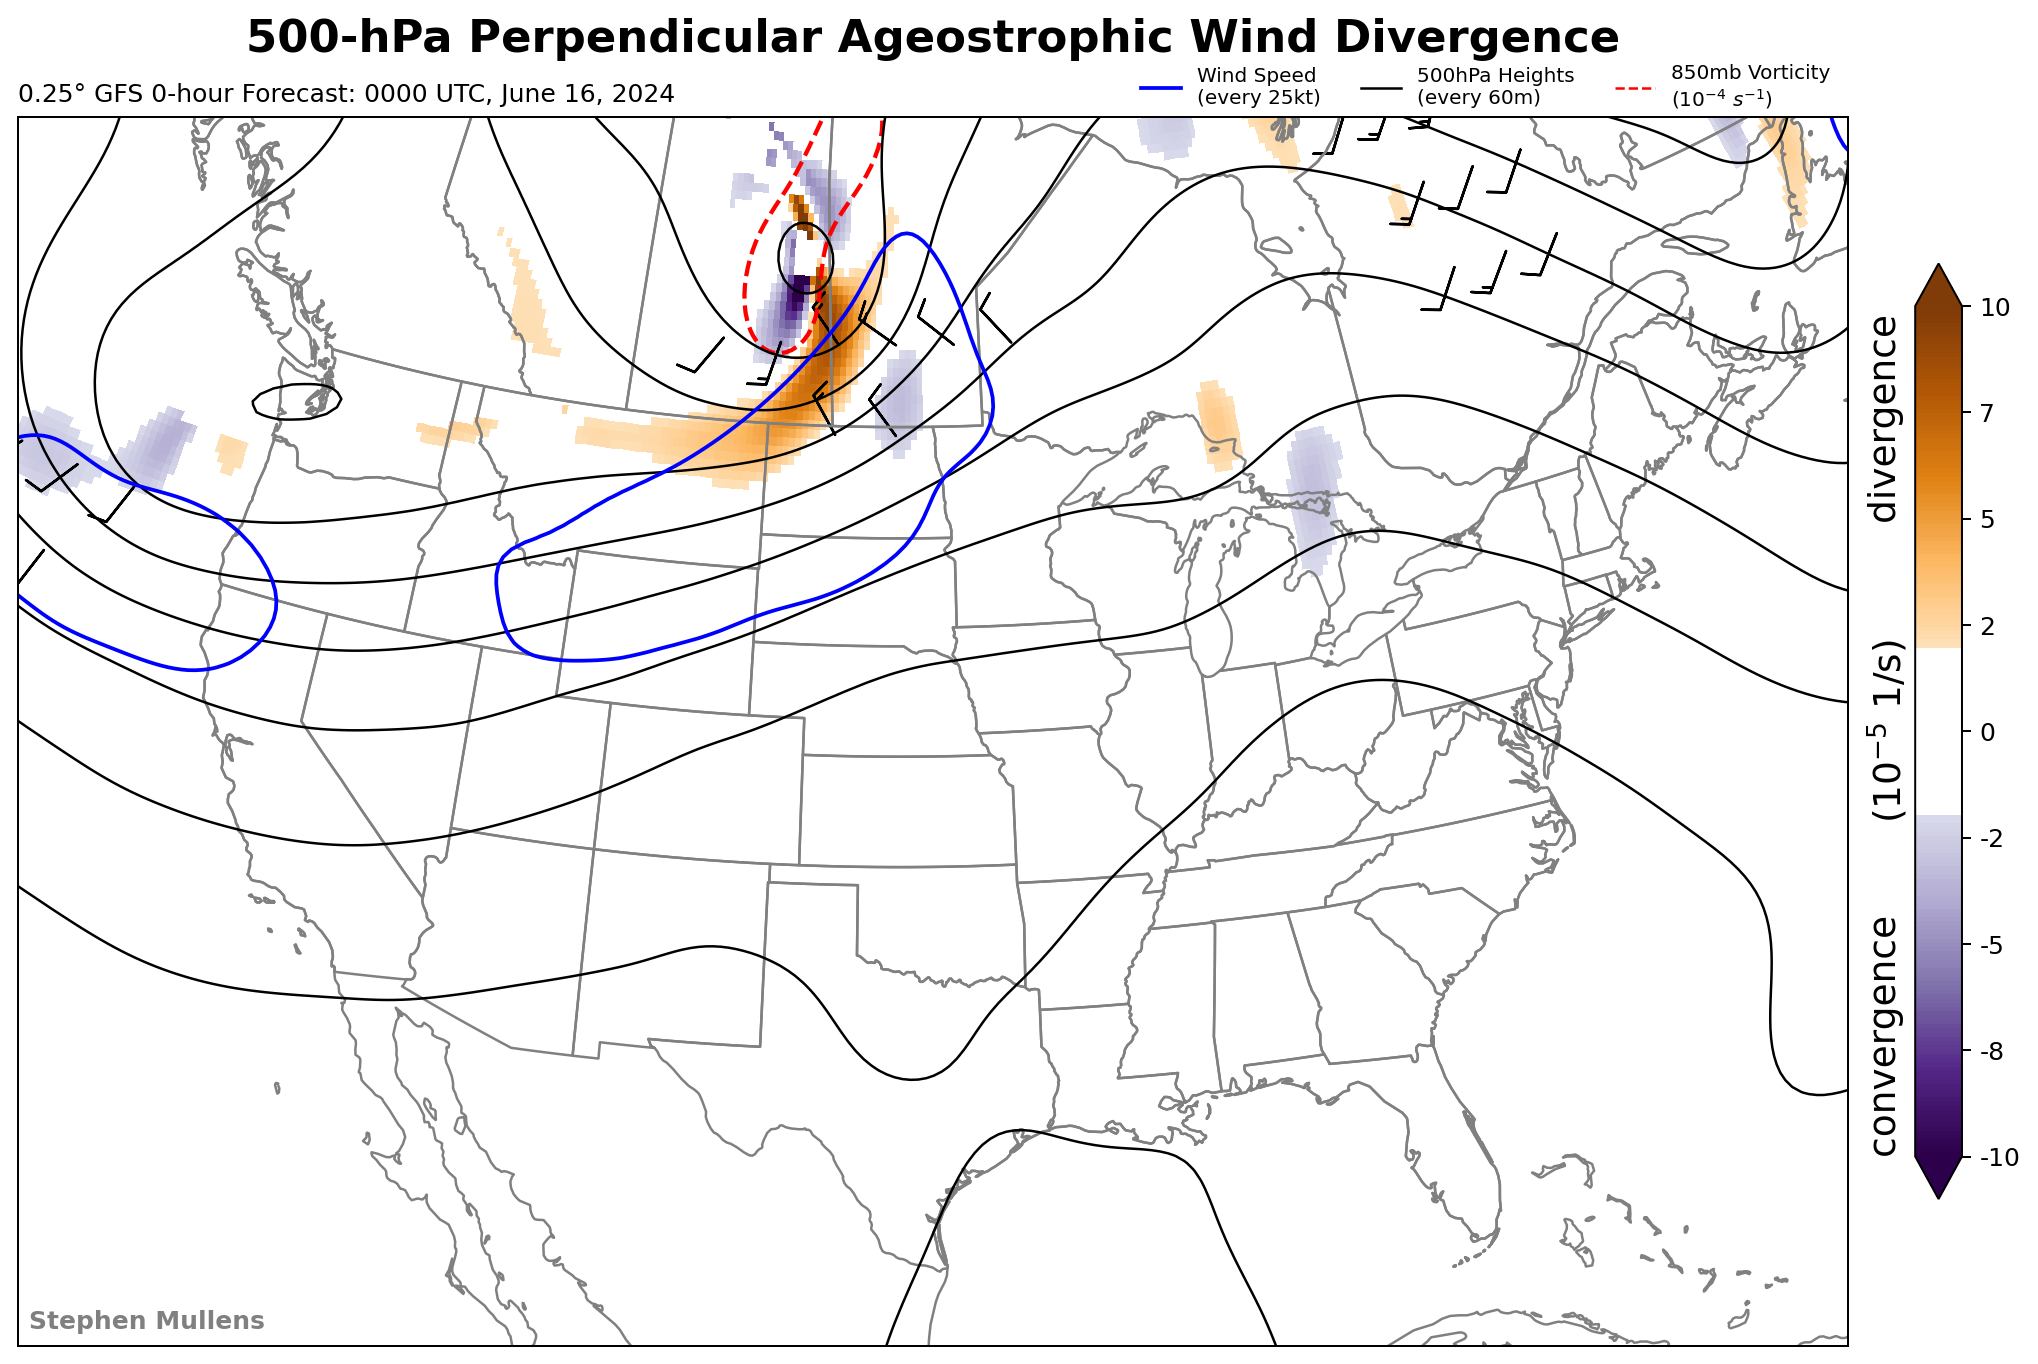 500-hPa Perpendicular Ageostrophic Wind Divergence
0.25° GFS 0-hour Forecast: 0000 UTC, June 16, 2024
Wind Speed
(every 25kt)
500hPa Heights
(every 60m)
850mb Vorticity
(10⁻⁴ s⁻¹)
10
7
5
2
0
-2
-5
-8
-10
convergence (10⁻⁵ 1/s) divergence
Stephen Mullens